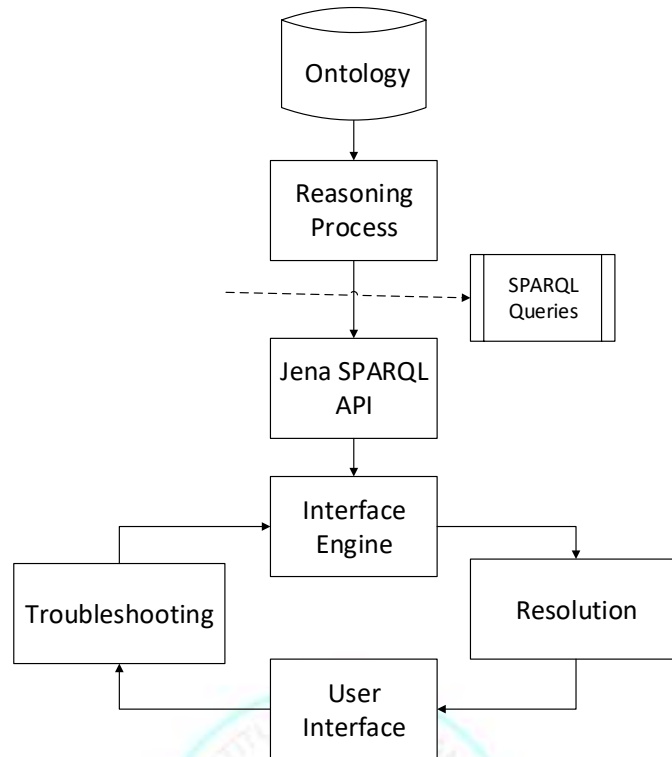 Ontology
Reasoning
Process
SPARQL
Queries
Jena SPARQL
API
Interface
Engine
Troubleshooting
Resolution
User
Interface